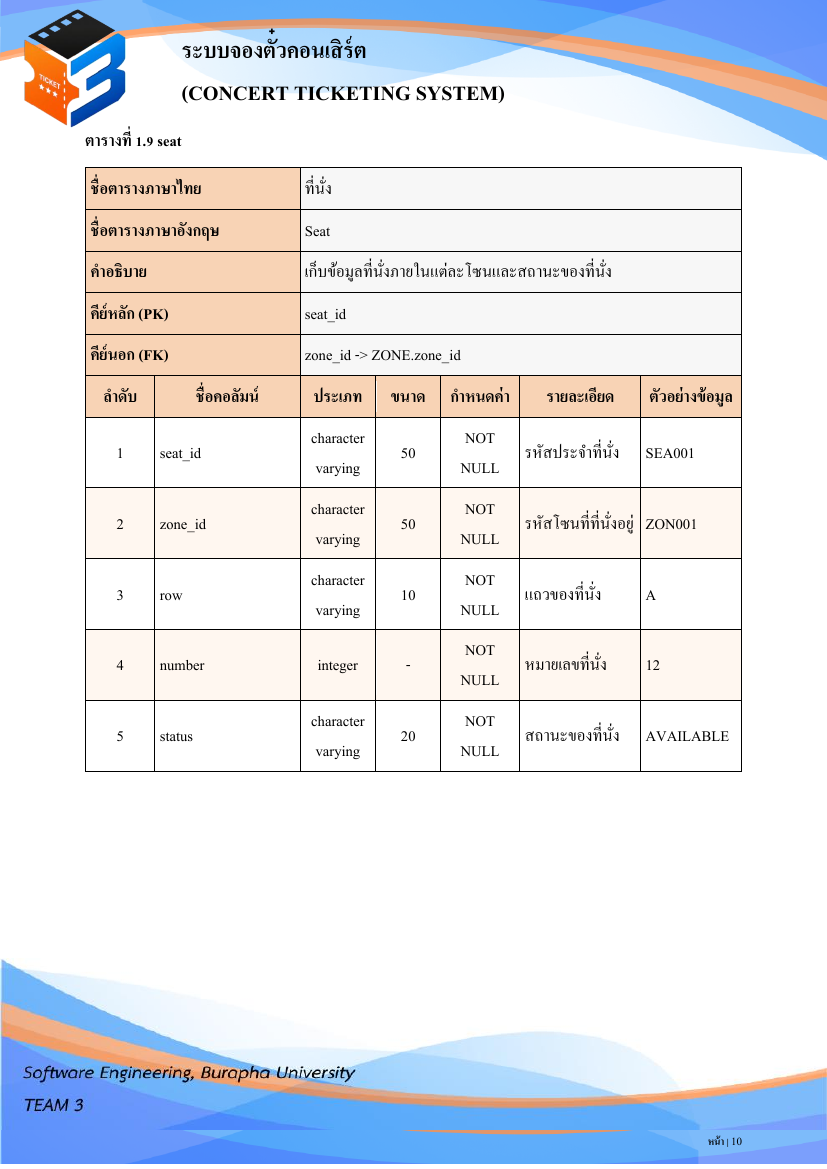 ระบบจองตั๋วคอนเสิร์ต
(CONCERT TICKETING SYSTEM)
TICKET
ตารางที่ 1.9 seat
ชื่อตารางภาษาไทย ที่นั่ง
ชื่อตารางภาษาอังกฤษ Seat
คำอธิบาย เก็บข้อมูลที่นั่งภายในแต่ละโซนและสถานะของที่นั่ง
คีย์หลัก (PK) seat_id
คีย์นอก (FK) zone_id -> ZONE.zone_id
ลำดับ ชื่อคอลัมน์ ประเภท ขนาด กำหนดค่า รายละเอียด ตัวอย่างข้อมูล
1 seat_id character varying 50 NOT NULL รหัสประจำที่นั่ง SEA001
2 zone_id character varying 50 NOT NULL รหัสโซนที่ที่นั่งอยู่ ZON001
3 row character varying 10 NOT NULL แถวของที่นั่ง A
4 number integer - NOT NULL หมายเลขที่นั่ง 12
5 status character varying 20 NOT NULL สถานะของที่นั่ง AVAILABLE
Software Engineering, Burapha University
TEAM 3
หน้า | 10